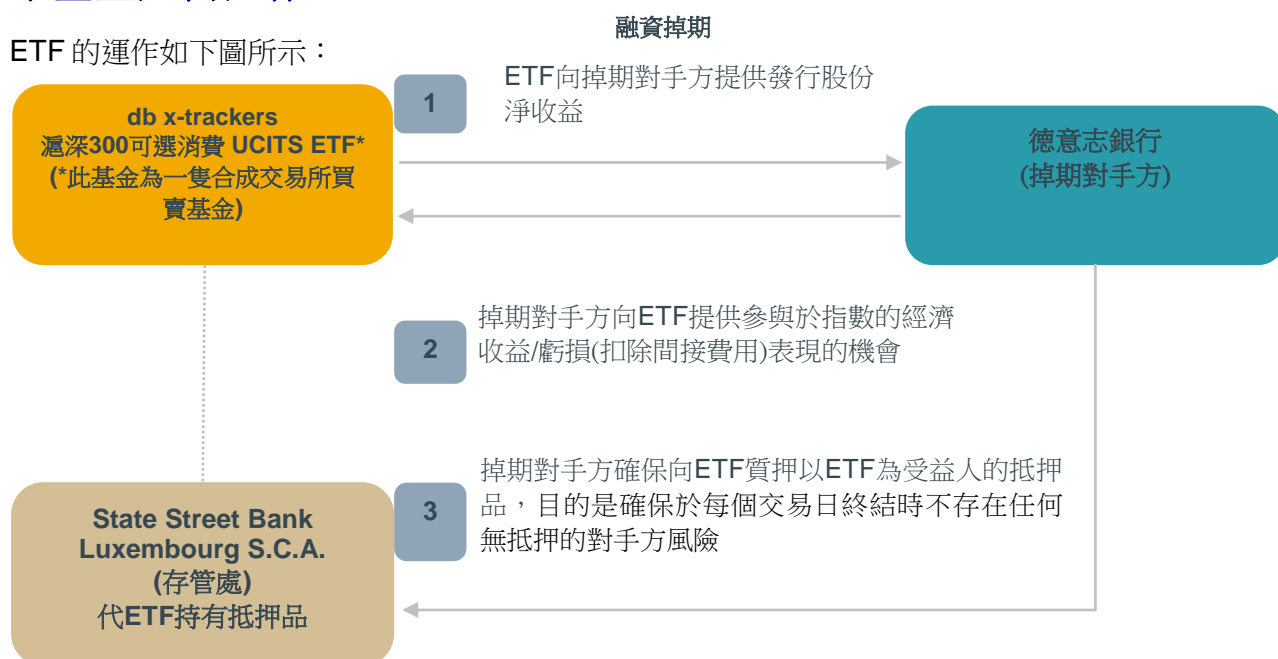 融資掉期
ETF 的運作如下圖所示：
1
ETF向掉期對手方提供發行股份
淨收益
db x-trackers
滬深300可選消費 UCITS ETF*
(*此基金為一隻合成交易所買
賣基金)
德意志銀行
(掉期對手方)
2
掉期對手方向ETF提供參與於指數的經濟
收益/虧損(扣除間接費用)表現的機會
3
掉期對手方確保向ETF質押以ETF為受益人的抵押
品，目的是確保於每個交易日終結時不存在任何
無抵押的對手方風險
State Street Bank
Luxembourg S.C.A.
(存管處)
代ETF持有抵押品